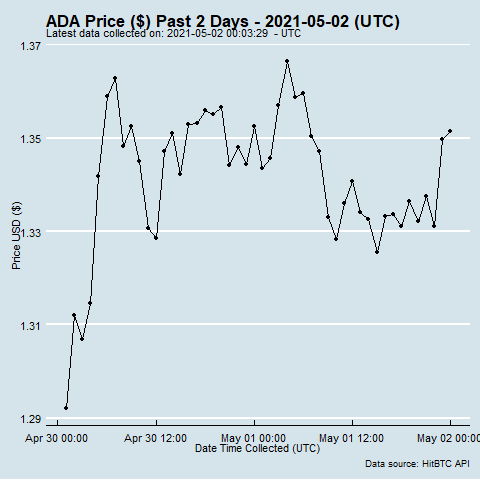 ADA Price ($) Past 2 Days - 2021-05-02 (UTC)
Latest data collected on: 2021-05-02 00:03:29 - UTC
1.37
1.35
1.33
1.31
1.29
Price USD ($)
Apr 30 00:00 Apr 30 12:00 May 01 00:00 May 01 12:00 May 02 00:00
Date Time Collected (UTC)
Data source: HitBTC API